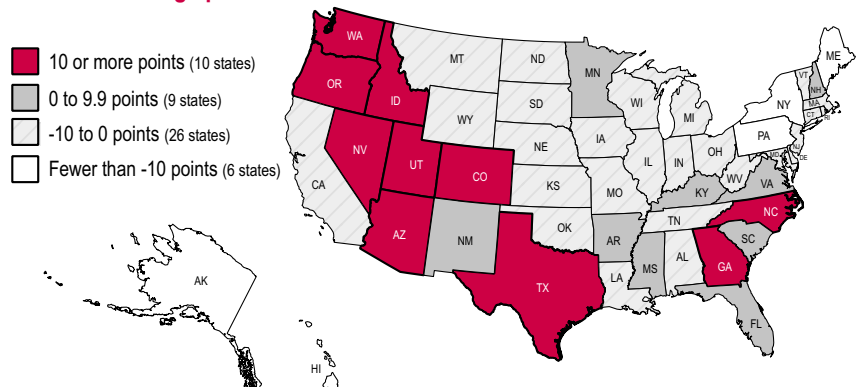 10 or more points (10 states)
0 to 9.9 points (9 states)
-10 to 0 points (26 states)
Fewer than -10 points (6 states)
WA
OR
ID
MT
ND
MN
SD
WY
WI
MI
NV
UT
CO
NE
IA
CA
KS
MO
IL
IN
OH
PA
NY
ME
VT
NH
MA
CT
RI
NJ
DE
MD
WV
VA
KY
NC
TN
SC
AZ
NM
OK
AR
TX
LA
MS
AL
GA
FL
AK
HI